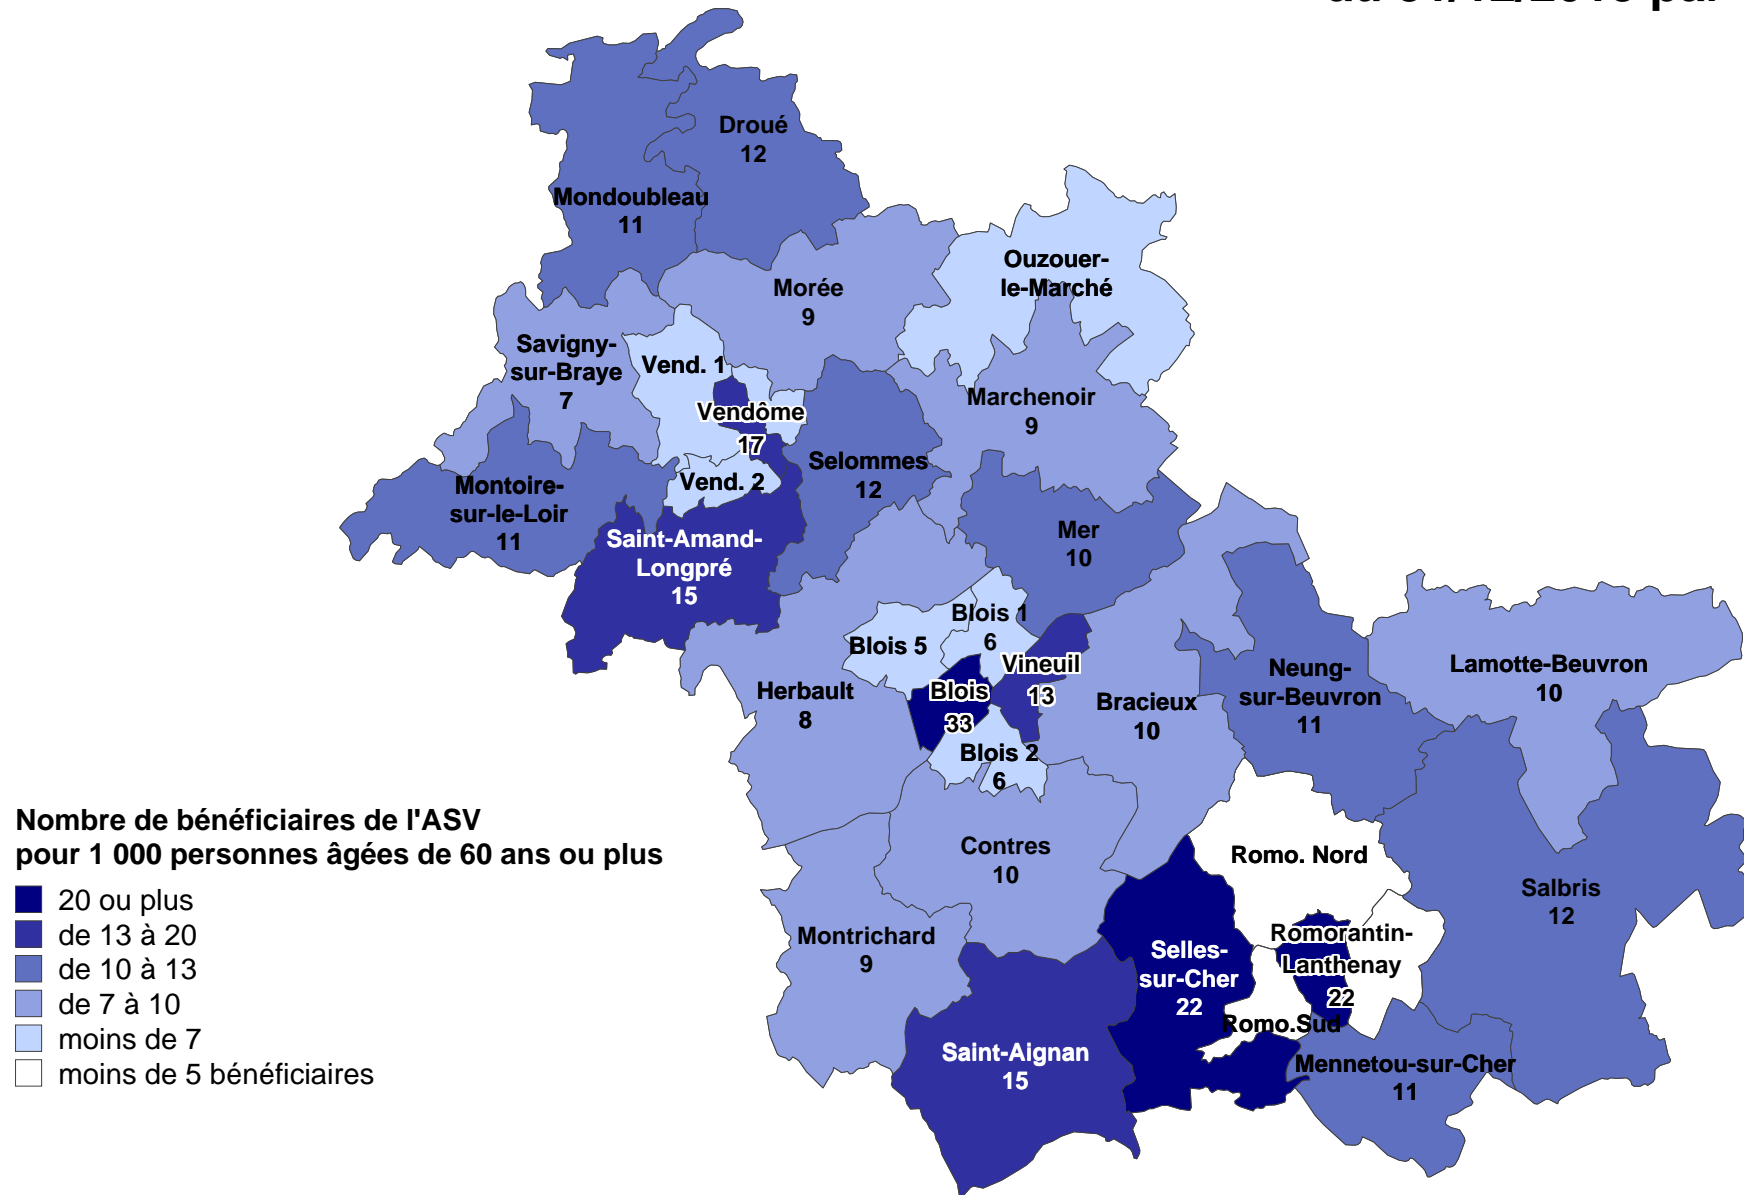 Droué
12
Mondoubleau
11
Ouzouer-
le-Marché
Morée
9
Savigny-
sur-Braye
7
Vend. 1
Marchenoir
9
Vendôme
17
Selommes
12
Vend. 2
Montoire-
sur-le-Loir
11
Mer
10
Saint-Amand-
Longpré
15
Blois 1
6
Blois 5
Vineuil
13
Lamotte-Beuvron
10
Neung-
sur-Beuvron
11
Herbault
8
Blois
33
Bracieux
10
Blois 2
6
Nombre de bénéficiaires de l'ASV
pour 1 000 personnes âgées de 60 ans ou plus
20 ou plus
de 13 à 20
de 10 à 13
de 7 à 10
moins de 7
moins de 5 bénéficiaires
Contres
10
Romo. Nord
Salbris
12
Montrichard
9
Selles-
sur-Cher
22
Romorantin-
Lanthenay
22
Romo.Sud
Saint-Aignan
15
Mennetou-sur-Cher
11